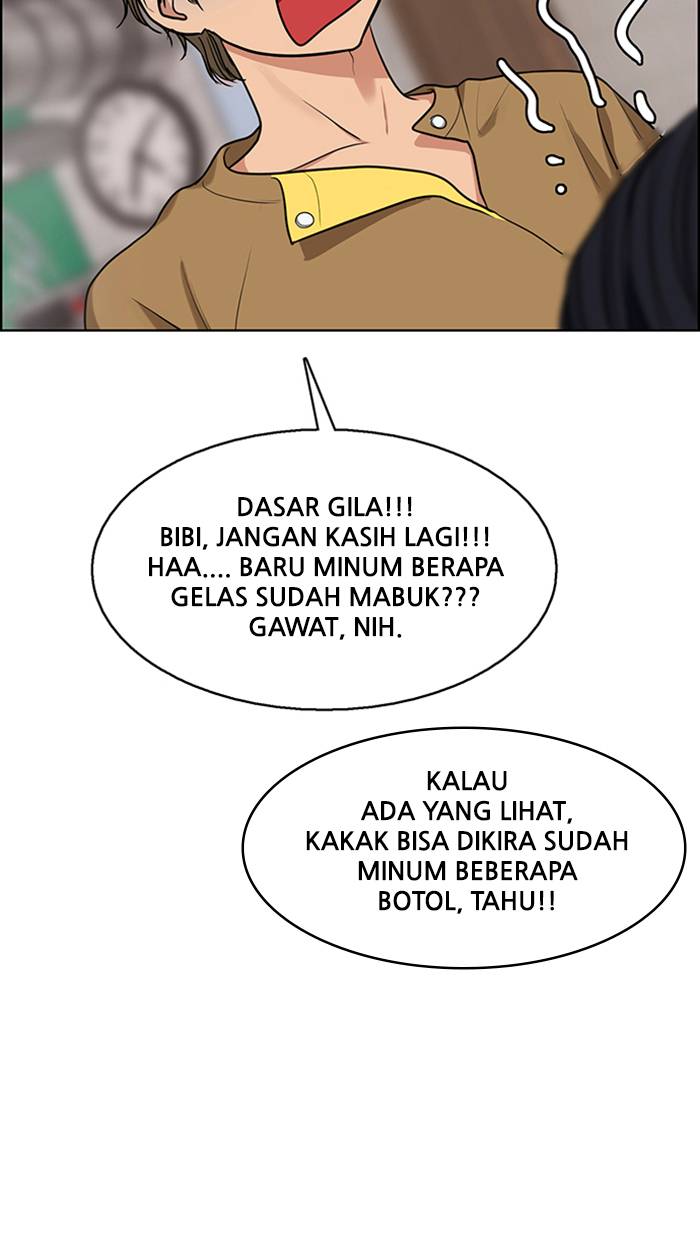 DASAR GILA!!!
BIBI, JANGAN KASIH LAGI!!!
HAA.... BARU MINUM BERAPA
GELAS SUDAH MABUK???
GAWAT, NIH.
KALAU
ADA YANG LIHAT,
KAKAK BISA DIKIRA SUDAH
MINUM BEBERAPA
BOTOL, TAHU!!